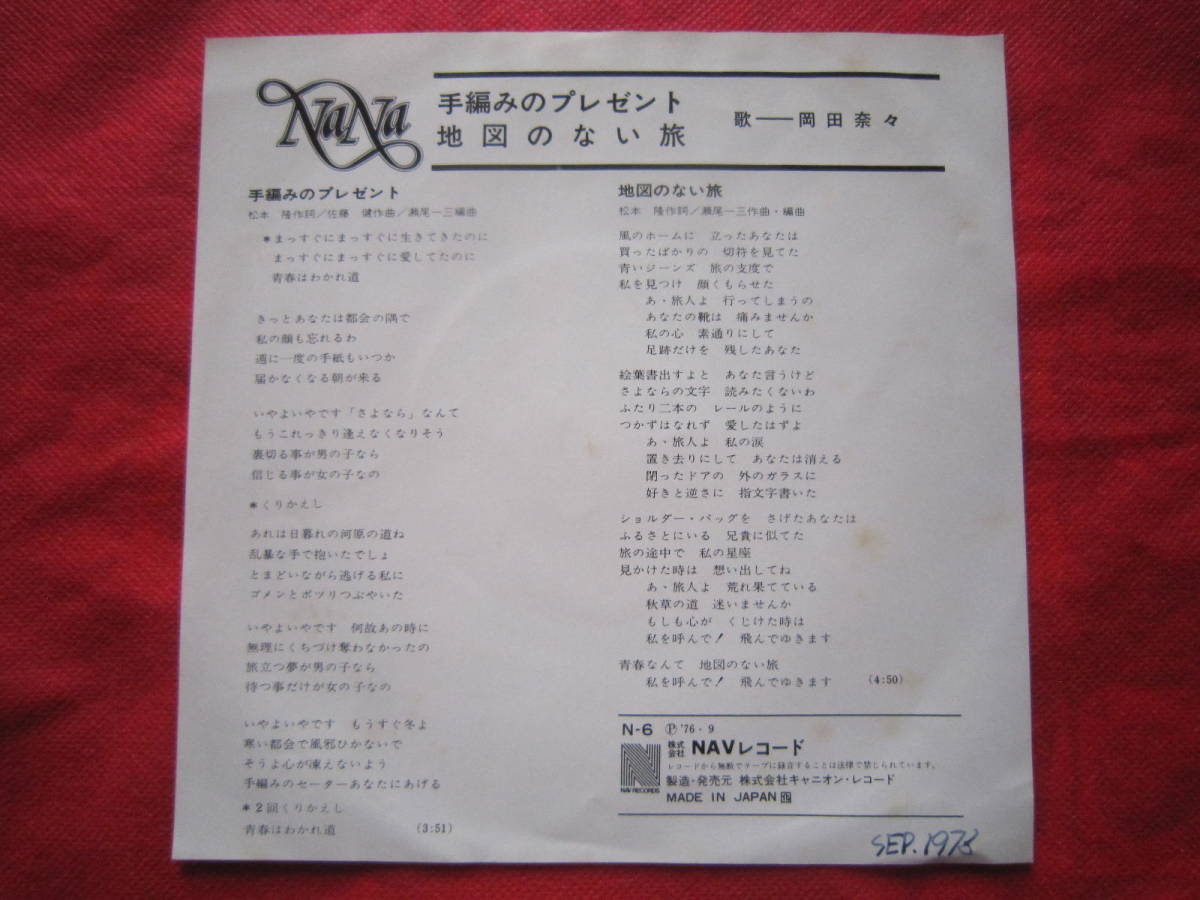 NaNa
手編みのプレゼント
地図のない旅
歌――岡田奈々
手編みのプレゼント
松本 隆作詞/佐藤 健作曲/瀬尾一三編曲
*まっすぐにまっすぐに生きてきたのに
まっすぐにまっすぐに愛してたのに
青春はわかれ道
きっとあなたは都会の隅で
私の顔も忘れるわ
週に一度の手紙もいつか
届かなくなる朝が来る
いやよいやです「さよなら」なんて
もうこれっきり逢えなくなりそう
裏切る事が男の子なら
信じる事が女の子なの
*くりかえし
あれは日暮れの河原の道ね
乱暴な手で抱いたでしょ
とまどいながら逃げる私に
ゴメンとポツリつぶやいた
いやよいやです 何故あの時に
無理にくちづけ奪わなかったの
旅立つ夢が男の子なら
待つ事だけが女の子なの
いやよいやです もうすぐ冬よ
寒い都会で風邪ひかないで
そうよ心が凍えないよう
手編みのセーターあなたにあげる
*2回くりかえし
青春はわかれ道 (3:51)
地図のない旅
松本 隆作詞/瀬尾一三作曲・編曲
風のホームに 立ったあなたは
買ったばかりの 切符を見てた
青いジーンズ 旅の支度で
私を見つけ 顔くもらせた
あゝ旅人よ 行ってしまうの
あなたの靴は 痛みませんか
私の心 素通りにして
足跡だけを 残したあなた
絵葉書出すよと あなた言うけど
さよならの文字 読みたくないわ
ふたり二本の レールのように
つかずはなれず 愛したはずよ
あゝ旅人よ 私の涙
置き去りにして あなたは消える
閉ったドアの 外のガラスに
好きと逆さに 指文字書いた
ショルダー・バッグを さげたあなたは
ふるさとにいる 兄貴に似てた
旅の途中で 私の星座
見かけた時は 想い出してね
あゝ旅人よ 荒れ果てている
秋草の道 迷いませんか
もしも心が くじけた時は
私を呼んで! 飛んでゆきます
青春なんて 地図のない旅
私を呼んで! 飛んでゆきます (4:50)
N-6 Ⓟ'76・9
株式会社 NAVレコード
NAV RECORDS
レコードから無断でテープに録音することは法律で禁じられています。
製造・発売元 株式会社キャニオン・レコード
MADE IN JAPAN
SEP. 1978